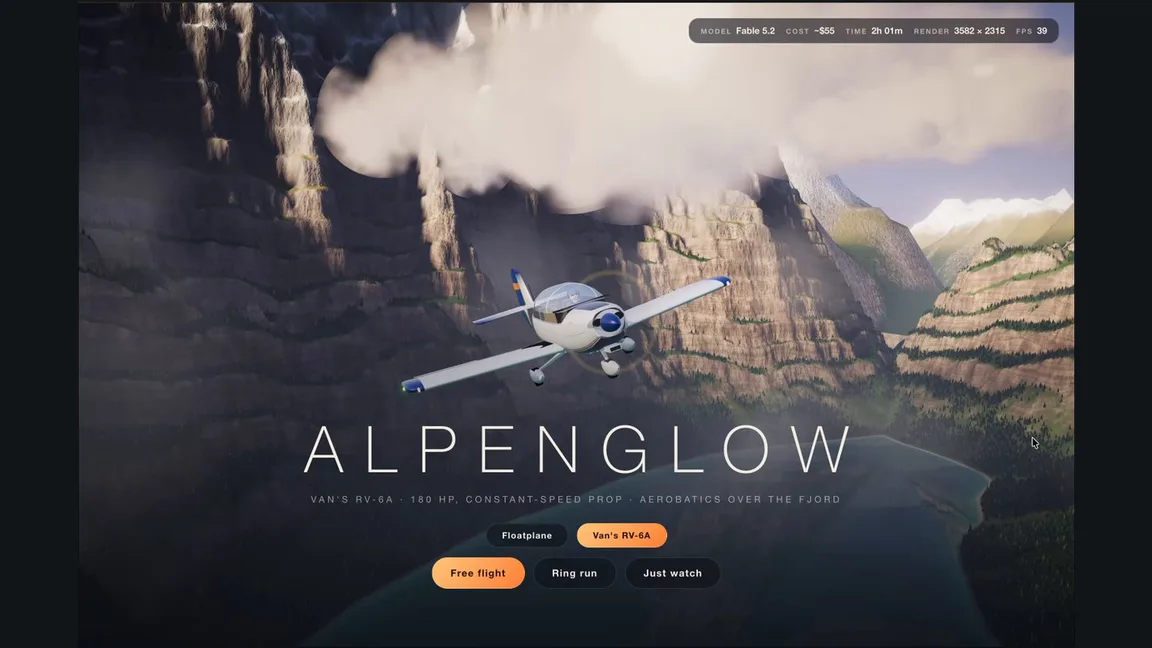 MODEL Fable 5.2 COST ~$55 TIME 2h 01m RENDER 3582 × 2315 FPS 39
ALPENGLOW
VAN'S RV-6A · 180 HP, CONSTANT-SPEED PROP · AEROBATICS OVER THE FJORD
Floatplane Van's RV-6A
Free flight Ring run Just watch